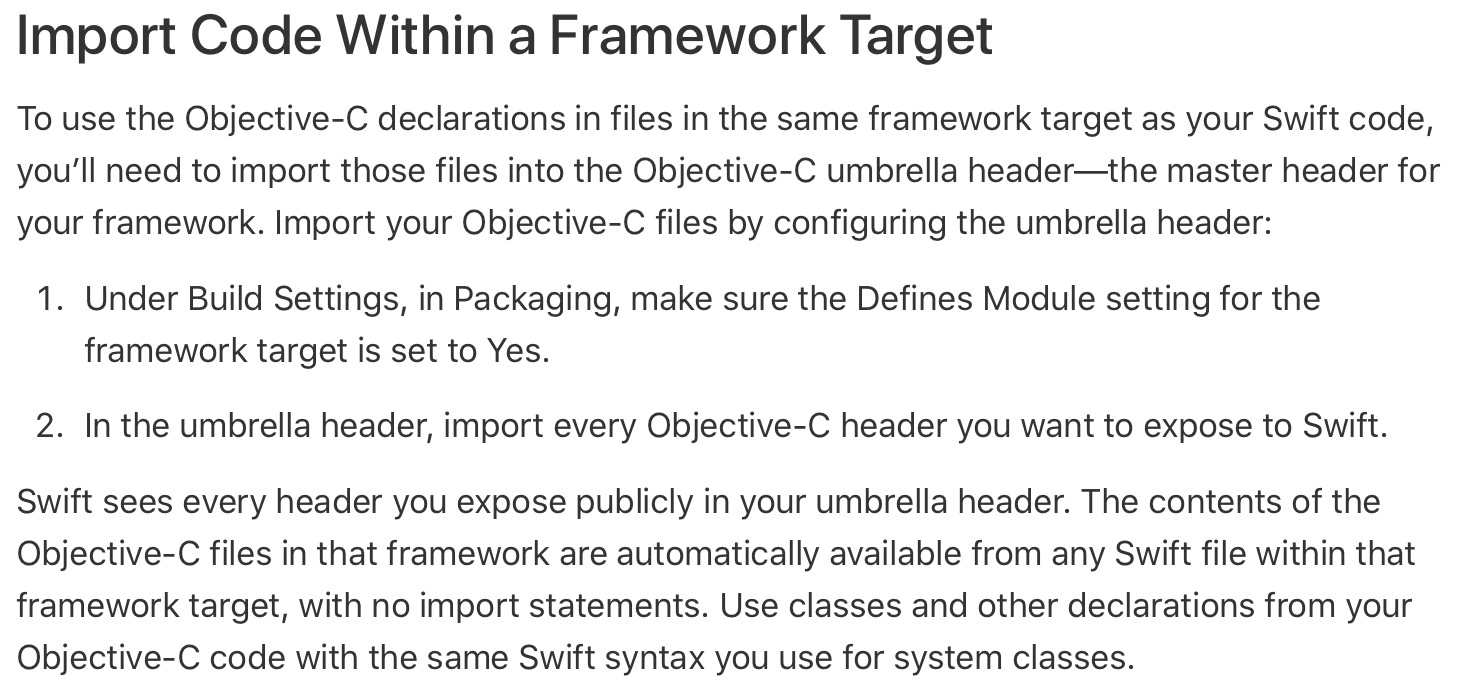 Import Code Within a Framework Target
To use the Objective-C declarations in files in the same framework target as your Swift code,
you’ll need to import those files into the Objective-C umbrella header—the master header for
your framework. Import your Objective-C files by configuring the umbrella header:
1. Under Build Settings, in Packaging, make sure the Defines Module setting for the
framework target is set to Yes.
2. In the umbrella header, import every Objective-C header you want to expose to Swift.
Swift sees every header you expose publicly in your umbrella header. The contents of the
Objective-C files in that framework are automatically available from any Swift file within that
framework target, with no import statements. Use classes and other declarations from your
Objective-C code with the same Swift syntax you use for system classes.